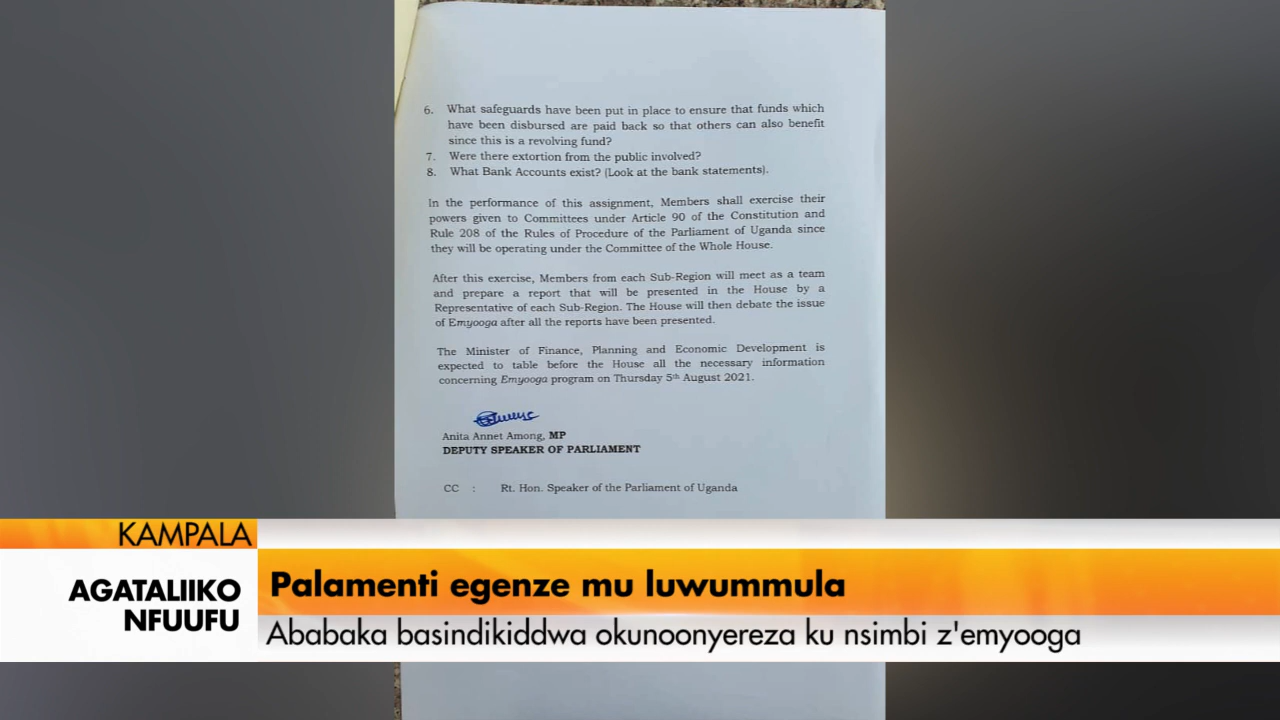 6. What safeguards have been put in place to ensure that funds which
have been disbursed are paid back so that others can also benefit
since this is a revolving fund?
7. Were there extortion from the public involved?
8. What Bank Accounts exist? (Look at the bank statements).
In the performance of this assignment, Members shall exercise their
powers given to Committees under Article 90 of the Constitution and
Rule 208 of the Rules of Procedure of the Parliament of Uganda since
they will be operating under the Committee of the Whole House.
After this exercise, Members from each Sub-Region will meet as a team
and prepare a report that will be presented in the House by a
Representative of each Sub-Region. The House will then debate the issue
of Emyooga after all the reports have been presented.
The Minister of Finance, Planning and Economic Development is
expected to table before the House all the necessary information
concerning Emyooga program on Thursday 5th August 2021.
Anita Annet Among, MP
DEPUTY SPEAKER OF PARLIAMENT
CC : Rt. Hon. Speaker of the Parliament of Uganda
KAMPALA
AGATALIIKO
NFUUFU
Palamenti egenze mu luwummula
Ababaka basindikiddwa okunoonyereza ku nsimbi z'emyooga